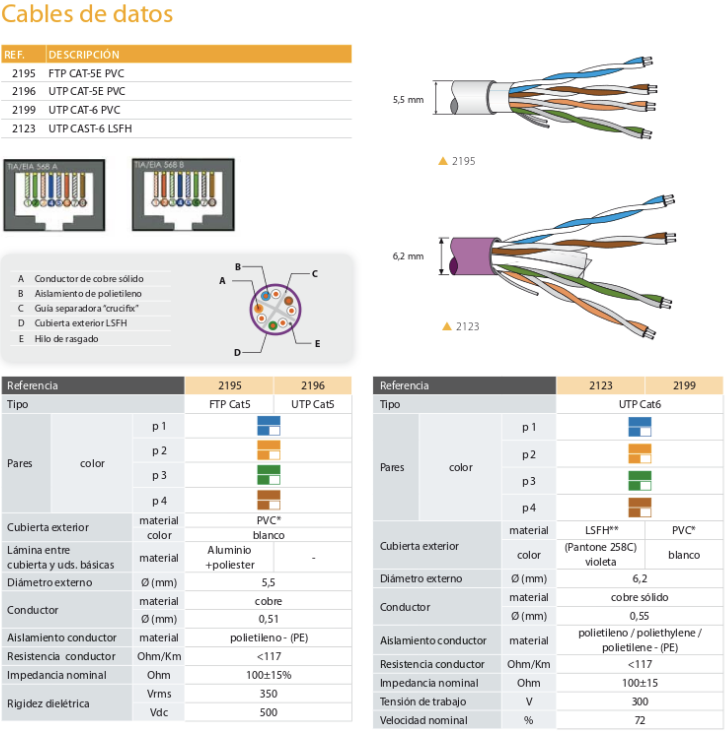 Cables de datos
REF. DESCRIPCIÓN
2195 FTP CAT-5E PVC
2196 UTP CAT-5E PVC
2199 UTP CAT-6 PVC
2123 UTP CAST-6 LSFH
5,5 mm
2195
TIA/EIA 568 A
TIA/EIA 568 B
6,2 mm
2123
A Conductor de cobre sólido
B Aislamiento de polietileno
C Guía separadora "crucifix"
D Cubierta exterior LSFH
E Hilo de rasgado
B
C
A
E
D
Referencia 2195 2196
Tipo FTP Cat5 UTP Cat5
Pares color p 1
p 2
p 3
p 4
Cubierta exterior material PVC*
color blanco
Lámina entre cubierta y uds. básicas material Aluminio +poliester -
Diámetro externo Ø (mm) 5,5
Conductor material cobre
Ø (mm) 0,51
Aislamiento conductor material polietileno - (PE)
Resistencia conductor Ohm/Km <117
Impedancia nominal Ohm 100±15%
Rigidez dielétrica Vrms 350
Vdc 500
Referencia 2123 2199
Tipo UTP Cat6
Pares color p 1
p 2
p 3
p 4
Cubierta exterior material LSFH** PVC*
color (Pantone 258C) violeta blanco
Diámetro externo Ø (mm) 6,2
Conductor material cobre sólido
Ø (mm) 0,55
Aislamiento conductor material polietileno / poliethylene / polietilene - (PE)
Resistencia conductor Ohm/Km <117
Impedancia nominal Ohm 100±15
Tensión de trabajo V 300
Velocidad nominal % 72